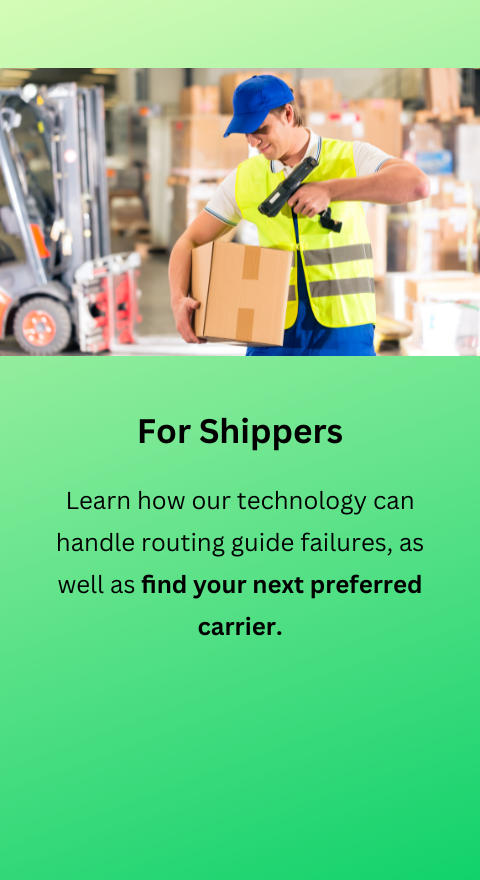 For Shippers
Learn how our technology can
handle routing guide failures, as
well as find your next preferred
carrier.